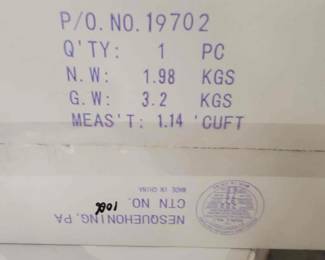 P/O.NO.19702
Q'TY: 1 PC
N.W: 1.98 KGS
G.W: 3.2 KGS
MEAS'T: 1.14 'CUFT
NESQUEHONING, PA
CTN NO.
MADE IN CHINA